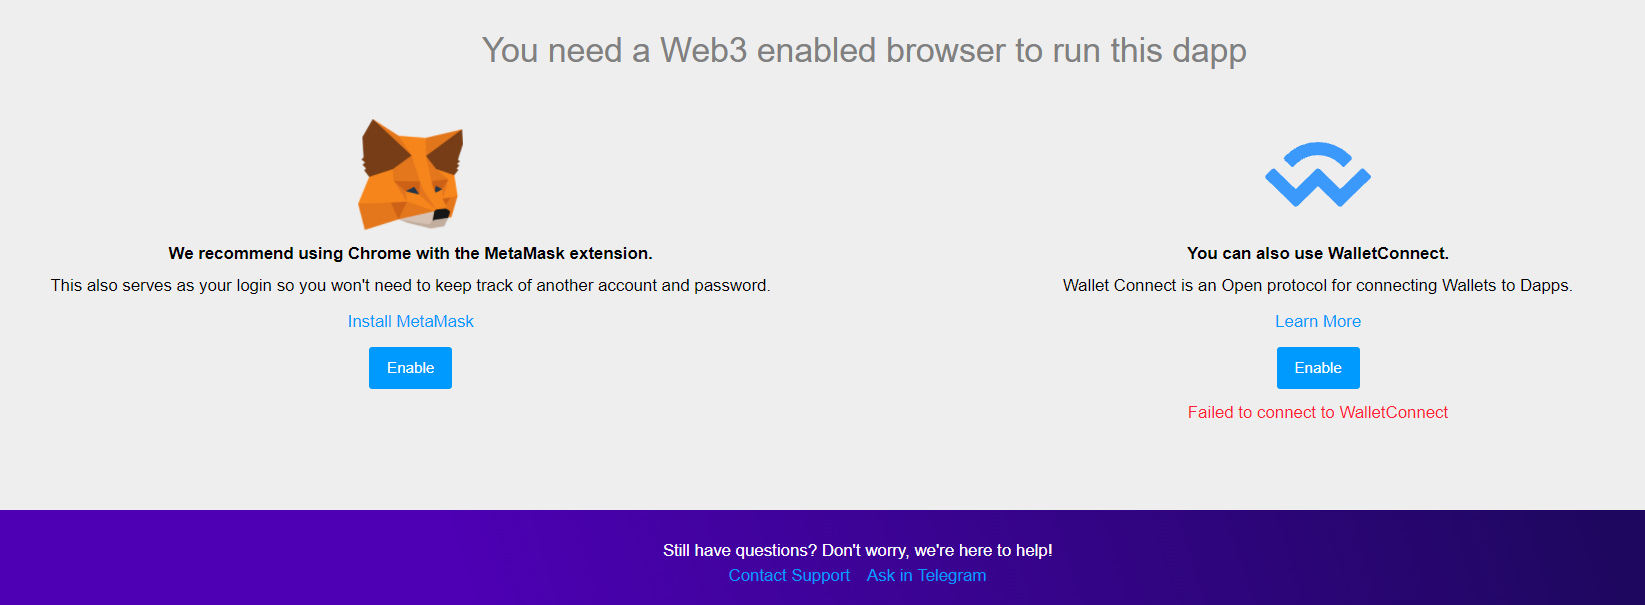 You need a Web3 enabled browser to run this dapp
We recommend using Chrome with the MetaMask extension.
This also serves as your login so you won't need to keep track of another account and password.
Install MetaMask
Enable
You can also use WalletConnect.
Wallet Connect is an Open protocol for connecting Wallets to Dapps.
Learn More
Enable
Failed to connect to WalletConnect
Still have questions? Don't worry, we're here to help!
Contact Support Ask in Telegram